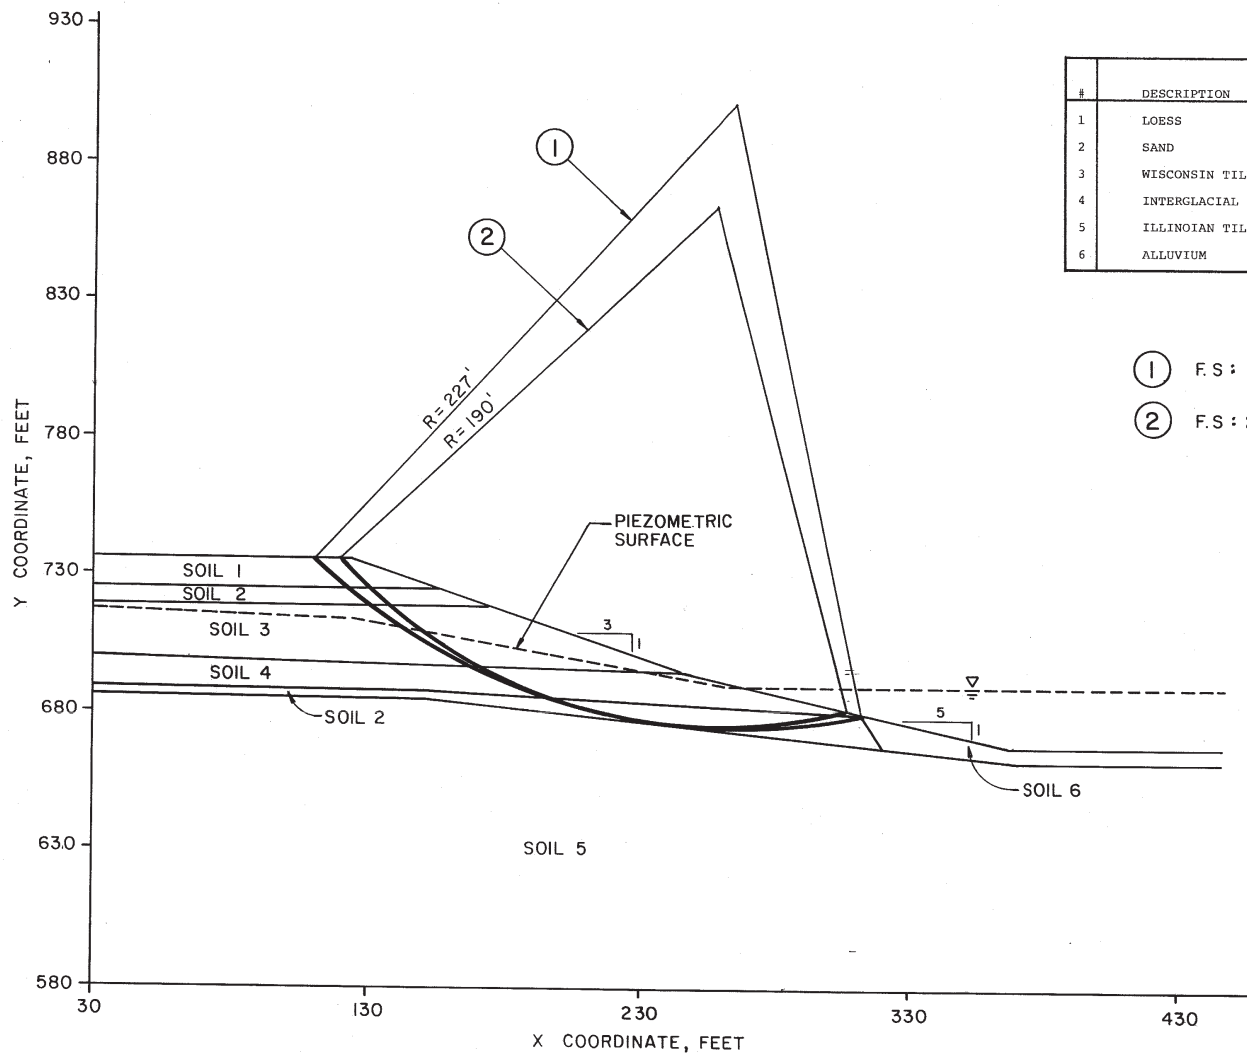 930
880
830
780
730
680
630
580
Y COORDINATE, FEET
30
130
230
330
430
X COORDINATE, FEET
1
2
R=227'
R=190'
PIEZOMETRIC
SURFACE
SOIL 1
SOIL 2
SOIL 3
SOIL 4
SOIL 2
SOIL 5
SOIL 6
3
1
5
1
# DESCRIPTION
1 LOESS
2 SAND
3 WISCONSIN TIL
4 INTERGLACIAL
5 ILLINOIAN TIL
6 ALLUVIUM
1 F.S:
2 F.S: